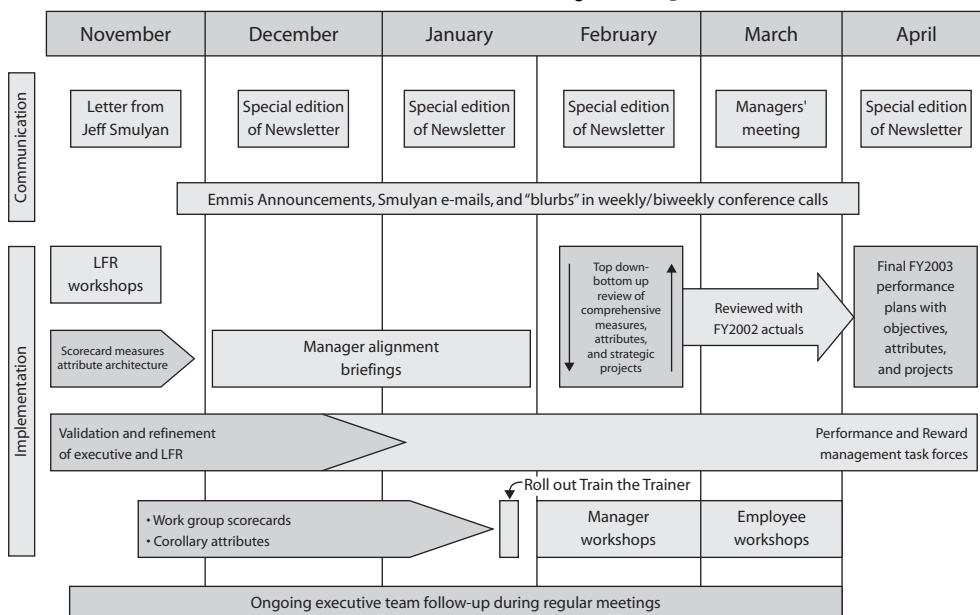 November December January February March April
Communication
Letter from
Jeff Smulyan
Special edition
of Newsletter
Special edition
of Newsletter
Special edition
of Newsletter
Managers'
meeting
Special edition
of Newsletter
Emmis Announcements, Smulyan e-mails, and "blurbs" in weekly/biweekly conference calls
Implementation
LFR
workshops
Top down-
bottom up
review of
comprehensive
measures,
attributes,
and strategic
projects
Reviewed with
FY2002 actuals
Final FY2003
performance
plans with
objectives,
attributes,
and projects
Scorecard measures
attribute architecture
Manager alignment
briefings
Validation and refinement
of executive and LFR
Performance and Reward
management task forces
Roll out Train the Trainer
• Work group scorecards
• Corollary attributes
Manager
workshops
Employee
workshops
Ongoing executive team follow-up during regular meetings